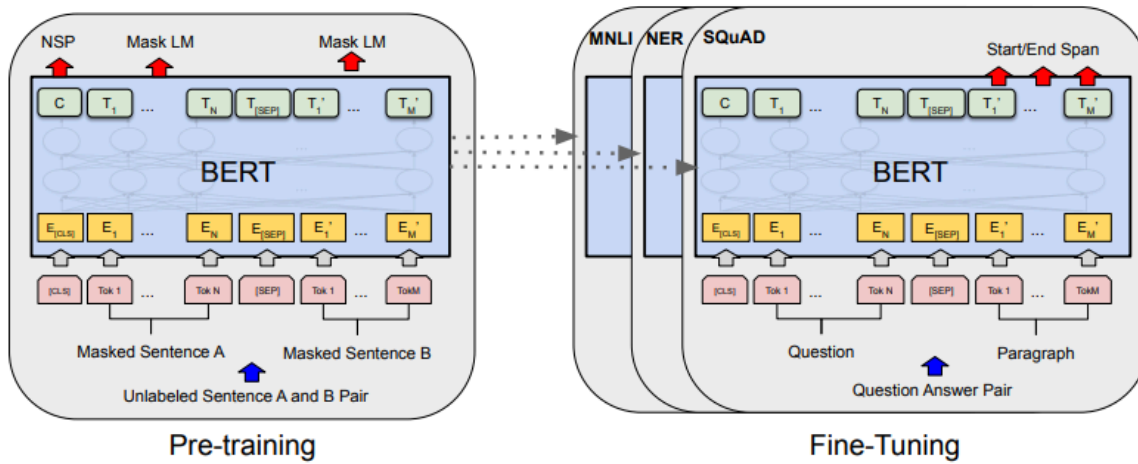 NSP Mask LM Mask LM
C T1 ... TN T[SEP] T1' ... TM'
BERT
E[CLS] E1 ... EN E[SEP] E1' ... EM'
[CLS] Tok 1 ... Tok N [SEP] Tok 1 ... TokM
Masked Sentence A Masked Sentence B
Unlabeled Sentence A and B Pair
Pre-training
MNLI NER SQuAD
Start/End Span
C T1 ... TN T[SEP] T1' ... TM'
BERT
E[CLS] E1 ... EN E[SEP] E1' ... EM'
[CLS] Tok 1 ... Tok N [SEP] Tok 1 ... TokM
Question Paragraph
Question Answer Pair
Fine-Tuning